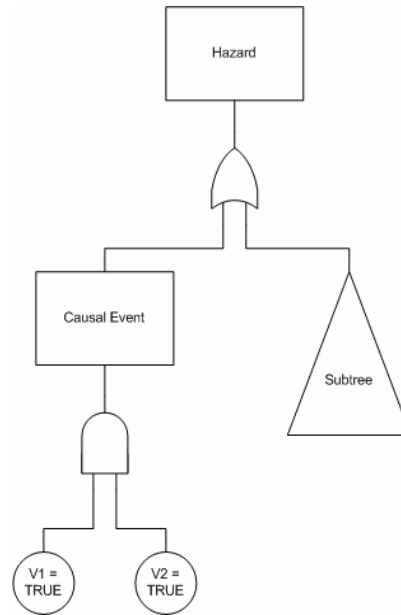 Hazard
Causal Event
Subtree
V1 =
TRUE
V2 =
TRUE